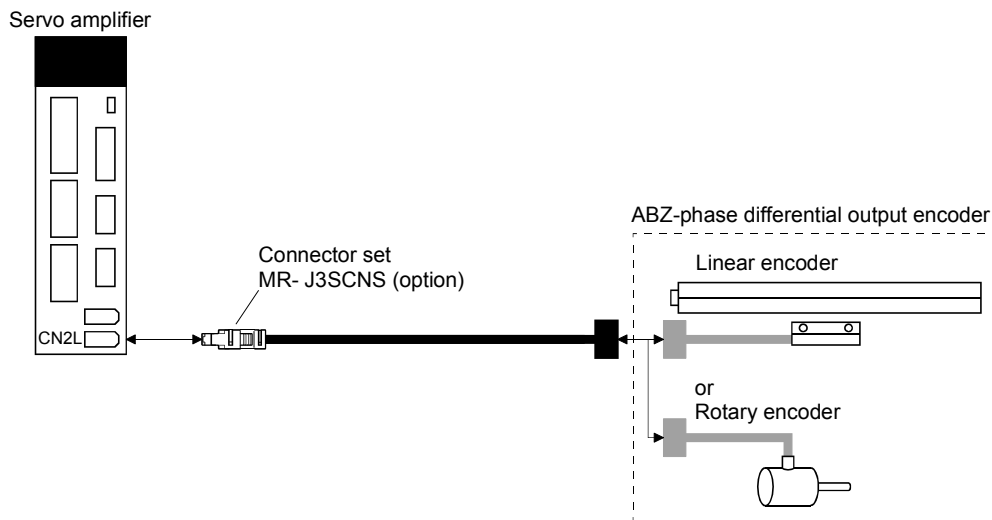 Servo amplifier
CN2L
Connector set
MR- J3SCNS (option)
ABZ-phase differential output encoder
Linear encoder
or
Rotary encoder